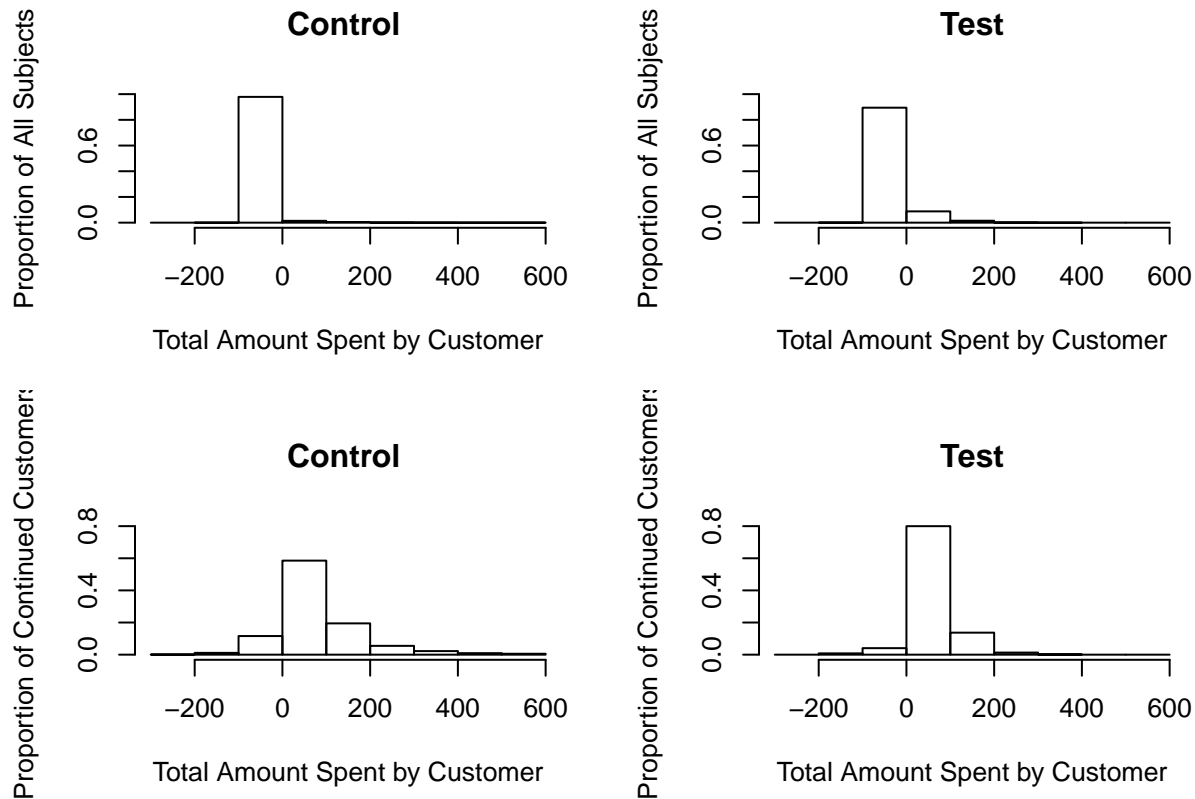 Control
Proportion of All Subjects
0.0 0.6
−200 0 200 400 600
Total Amount Spent by Customer
Test
Proportion of All Subjects
0.0 0.6
−200 0 200 400 600
Total Amount Spent by Customer
Control
Proportion of Continued Customers
0.0 0.4 0.8
−200 0 200 400 600
Total Amount Spent by Customer
Test
Proportion of Continued Customers
0.0 0.4 0.8
−200 0 200 400 600
Total Amount Spent by Customer